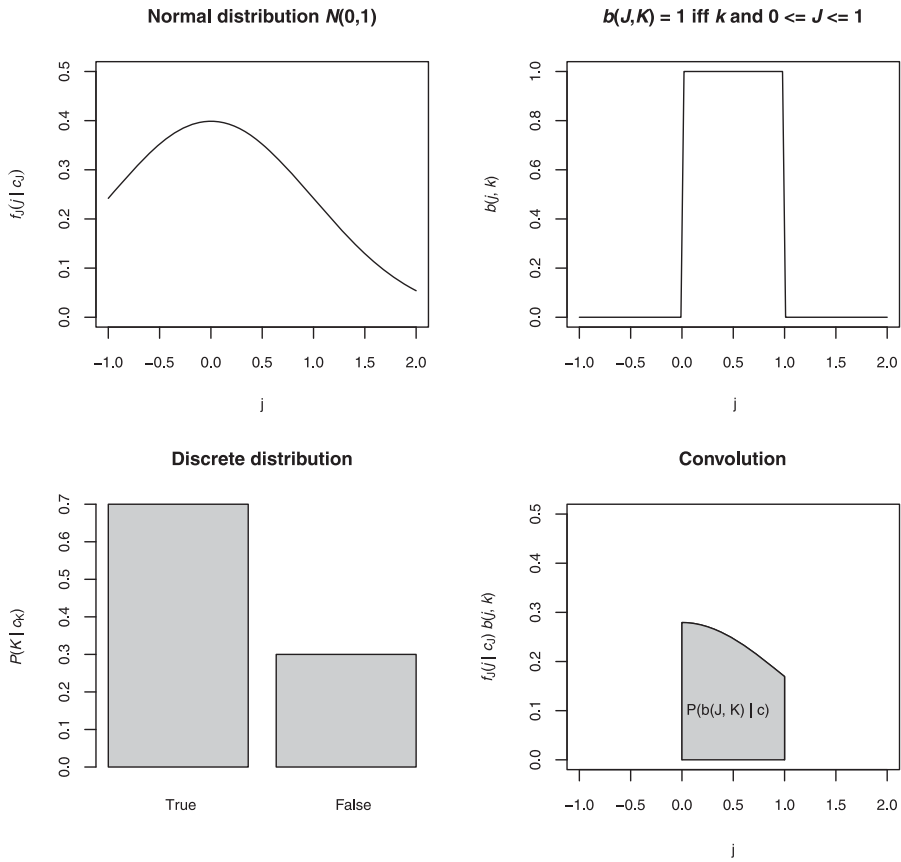 Normal distribution N(0,1)
fJ(j | cJ)
0.5
0.4
0.3
0.2
0.1
0.0
−1.0 −0.5 0.0 0.5 1.0 1.5 2.0
j
b(J,K) = 1 iff k and 0 <= J <= 1
b(j, k)
1.0
0.8
0.6
0.4
0.2
0.0
−1.0 −0.5 0.0 0.5 1.0 1.5 2.0
j
Discrete distribution
P(K | cK)
0.7
0.6
0.5
0.4
0.3
0.2
0.1
0.0
True False
Convolution
fJ(j | cJ) b(j, k)
0.5
0.4
0.3
0.2
0.1
0.0
P(b(J, K) | c)
−1.0 −0.5 0.0 0.5 1.0 1.5 2.0
j